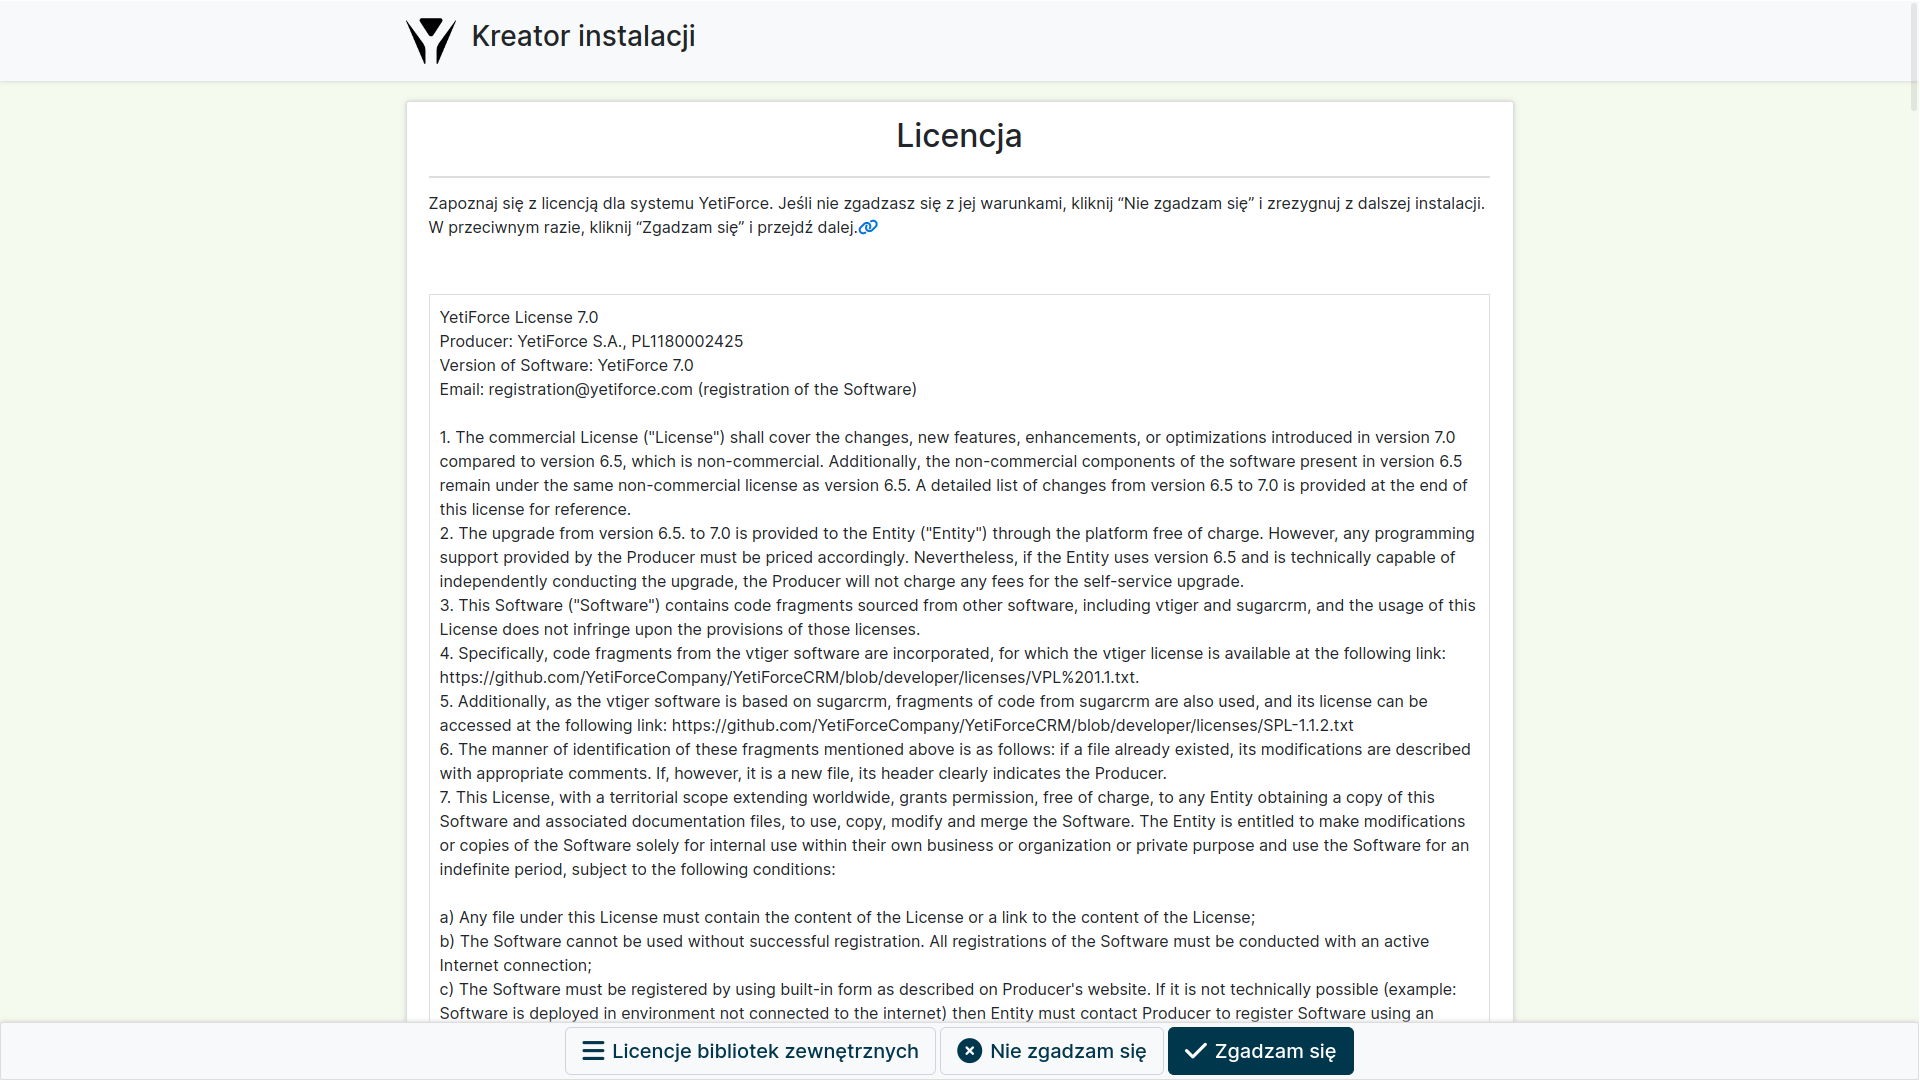 Kreator instalacji
Licencja
Zapoznaj się z licencją dla systemu YetiForce. Jeśli nie zgadzasz się z jej warunkami, kliknij “Nie zgadzam się” i zrezygnuj z dalszej instalacji.
W przeciwnym razie, kliknij “Zgadzam się” i przejdź dalej.
YetiForce License 7.0
Producer: YetiForce S.A., PL1180002425
Version of Software: YetiForce 7.0
Email: registration@yetiforce.com (registration of the Software)
1. The commercial License ("License") shall cover the changes, new features, enhancements, or optimizations introduced in version 7.0
compared to version 6.5, which is non-commercial. Additionally, the non-commercial components of the software present in version 6.5
remain under the same non-commercial license as version 6.5. A detailed list of changes from version 6.5 to 7.0 is provided at the end of
this license for reference.
2. The upgrade from version 6.5. to 7.0 is provided to the Entity ("Entity") through the platform free of charge. However, any programming
support provided by the Producer must be priced accordingly. Nevertheless, if the Entity uses version 6.5 and is technically capable of
independently conducting the upgrade, the Producer will not charge any fees for the self-service upgrade.
3. This Software ("Software") contains code fragments sourced from other software, including vtiger and sugarcrm, and the usage of this
License does not infringe upon the provisions of those licenses.
4. Specifically, code fragments from the vtiger software are incorporated, for which the vtiger license is available at the following link:
https://github.com/YetiForceCompany/YetiForceCRM/blob/developer/licenses/VPL%201.1.txt.
5. Additionally, as the vtiger software is based on sugarcrm, fragments of code from sugarcrm are also used, and its license can be
accessed at the following link: https://github.com/YetiForceCompany/YetiForceCRM/blob/developer/licenses/SPL-1.1.2.txt
6. The manner of identification of these fragments mentioned above is as follows: if a file already existed, its modifications are described
with appropriate comments. If, however, it is a new file, its header clearly indicates the Producer.
7. This License, with a territorial scope extending worldwide, grants permission, free of charge, to any Entity obtaining a copy of this
Software and associated documentation files, to use, copy, modify and merge the Software. The Entity is entitled to make modifications
or copies of the Software solely for internal use within their own business or organization or private purpose and use the Software for an
indefinite period, subject to the following conditions:
a) Any file under this License must contain the content of the License or a link to the content of the License;
b) The Software cannot be used without successful registration. All registrations of the Software must be conducted with an active
Internet connection;
c) The Software must be registered by using built-in form as described on Producer's website. If it is not technically possible (example:
Software is deployed in environment not connected to the internet) then Entity must contact Producer to register Software using an
Licencje bibliotek zewnętrznych
Nie zgadzam się
Zgadzam się